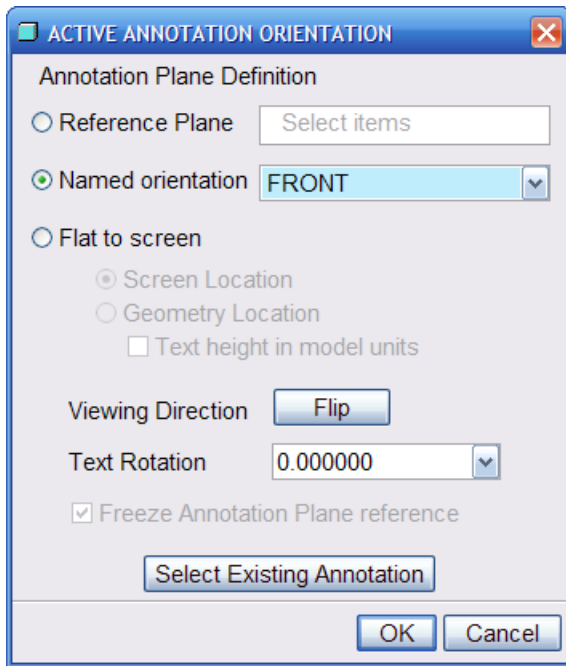 ACTIVE ANNOTATION ORIENTATION
Annotation Plane Definition
Reference Plane Select items
Named orientation FRONT
Flat to screen
Screen Location
Geometry Location
Text height in model units
Viewing Direction Flip
Text Rotation 0.000000
Freeze Annotation Plane reference
Select Existing Annotation
OK Cancel